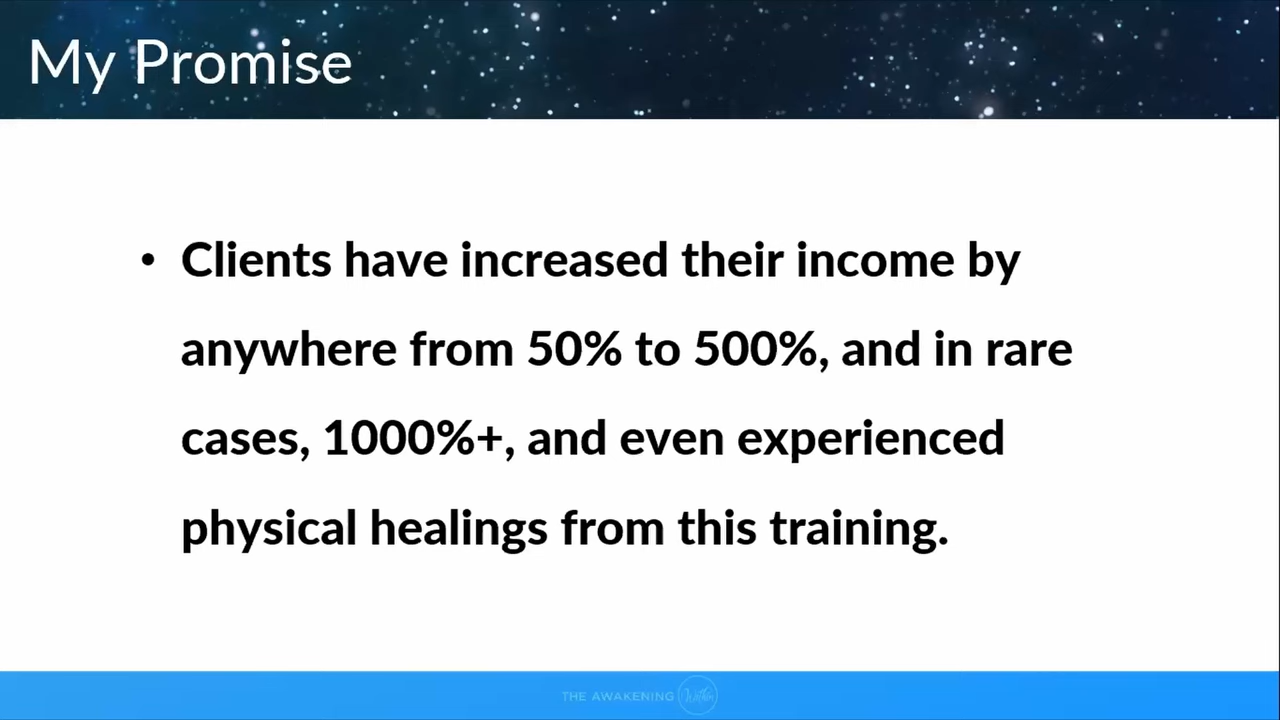 My Promise
• Clients have increased their income by
anywhere from 50% to 500%, and in rare
cases, 1000%+, and even experienced
physical healings from this training.
THE AWAKENING Within